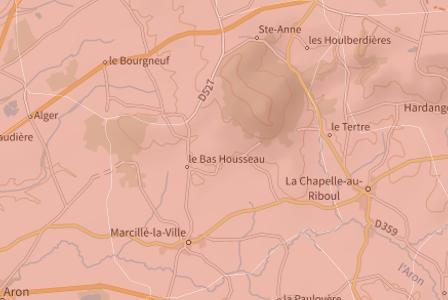 Ste-Anne
les Houlberdières
le Bourgneuf
D527
Alger
Hardange
le Tertre
le Bas Housseau
La Chapelle-au-
Riboul
Marcillé-la-Ville
D359
l'Aron
Aron
la Paulovère